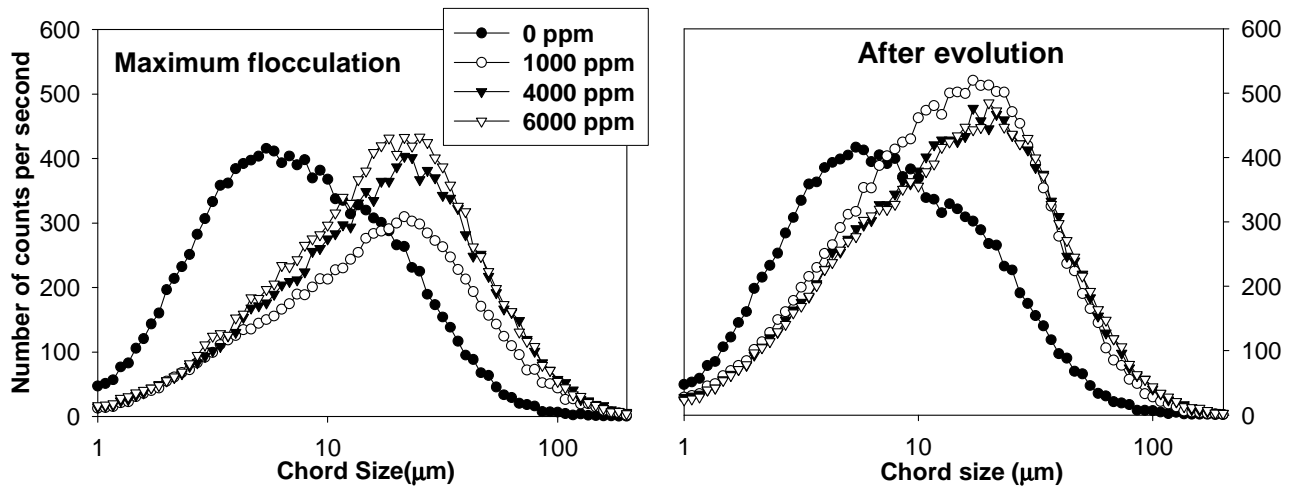 Number of counts per second
600
500
400
300
200
100
0
Maximum flocculation
0 ppm
1000 ppm
4000 ppm
6000 ppm
1
10
100
Chord Size(μm)
After evolution
600
500
400
300
200
100
0
1
10
100
Chord size (μm)